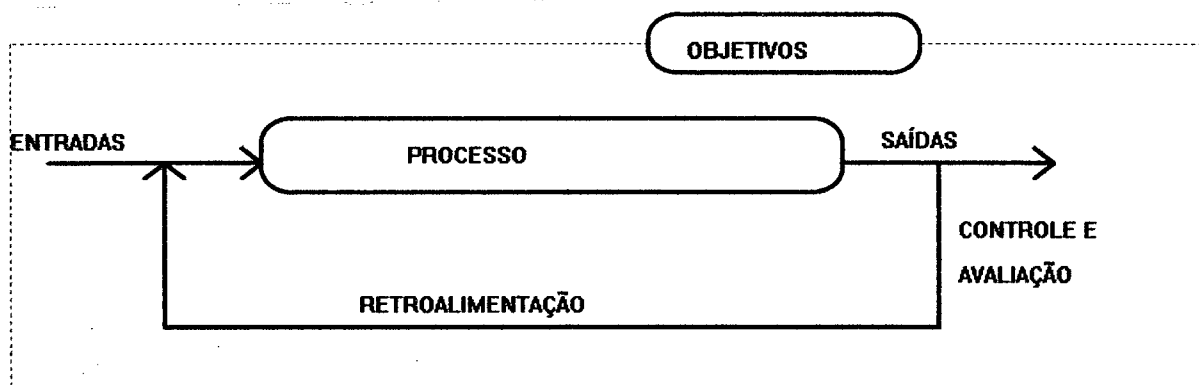 OBJETIVOS
ENTRADAS
PROCESSO
SAÍDAS
CONTROLE E
AVALIAÇÃO
RETROALIMENTAÇÃO